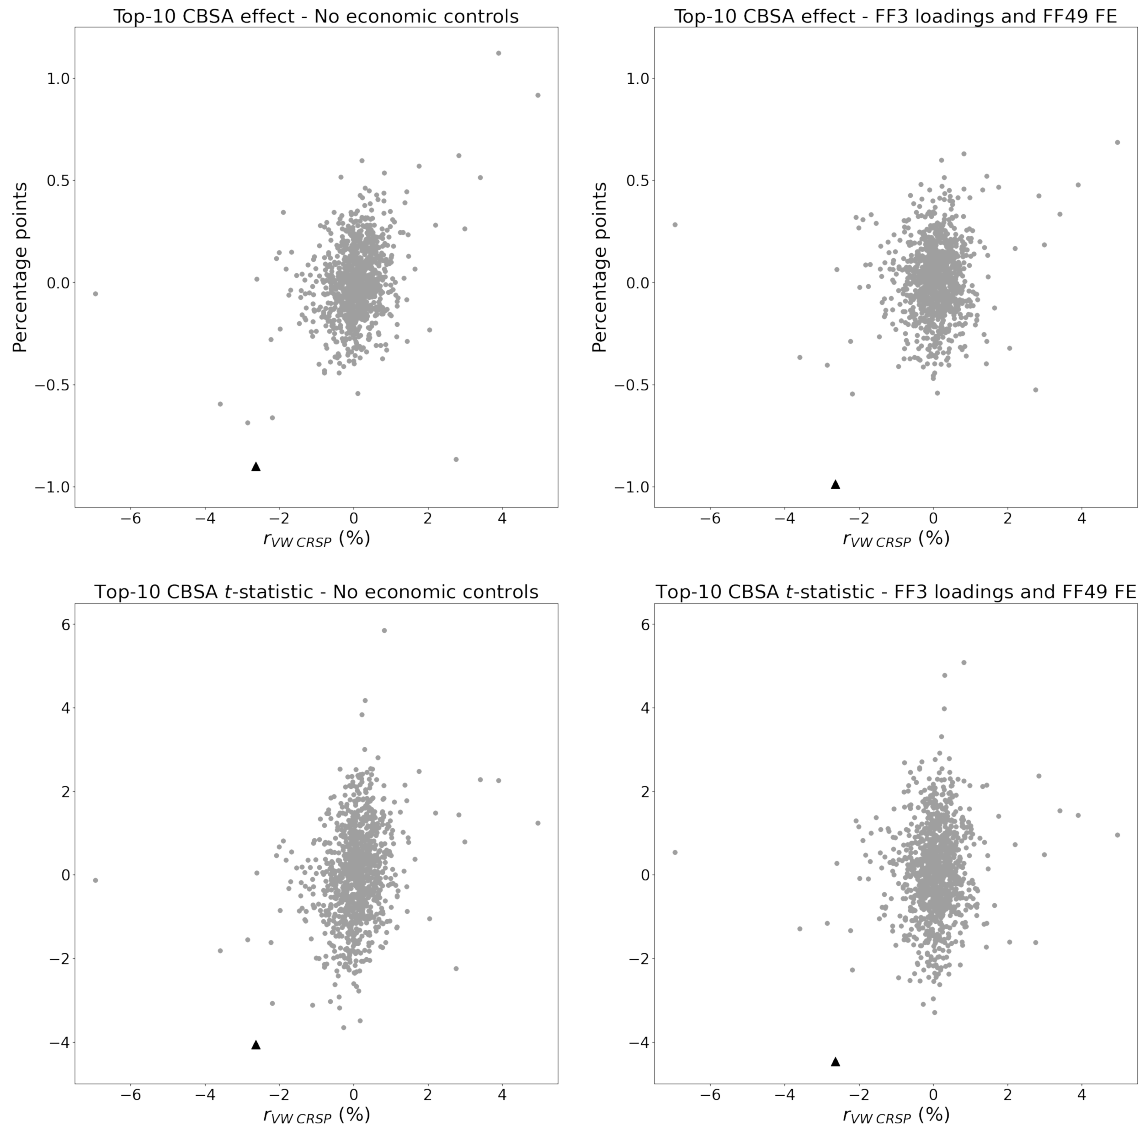 Top-10 CBSA effect - No economic controls
Percentage points
1.0
0.5
0.0
−0.5
−1.0
−6 −4 −2 0 2 4
r_VW CRSP (%)
Top-10 CBSA effect - FF3 loadings and FF49 FE
Percentage points
1.0
0.5
0.0
−0.5
−1.0
−6 −4 −2 0 2 4
r_VW CRSP (%)
Top-10 CBSA t-statistic - No economic controls
6
4
2
0
−2
−4
−6 −4 −2 0 2 4
r_VW CRSP (%)
Top-10 CBSA t-statistic - FF3 loadings and FF49 FE
6
4
2
0
−2
−4
−6 −4 −2 0 2 4
r_VW CRSP (%)